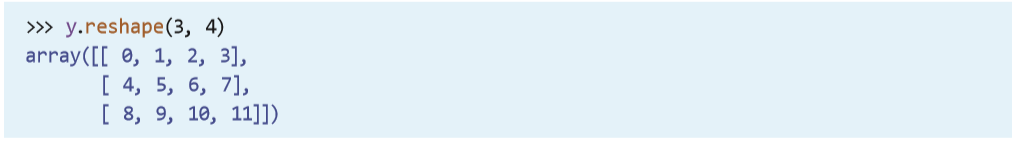 >>> y.reshape(3, 4)
array([[ 0, 1, 2, 3],
       [ 4, 5, 6, 7],
       [ 8, 9, 10, 11]])